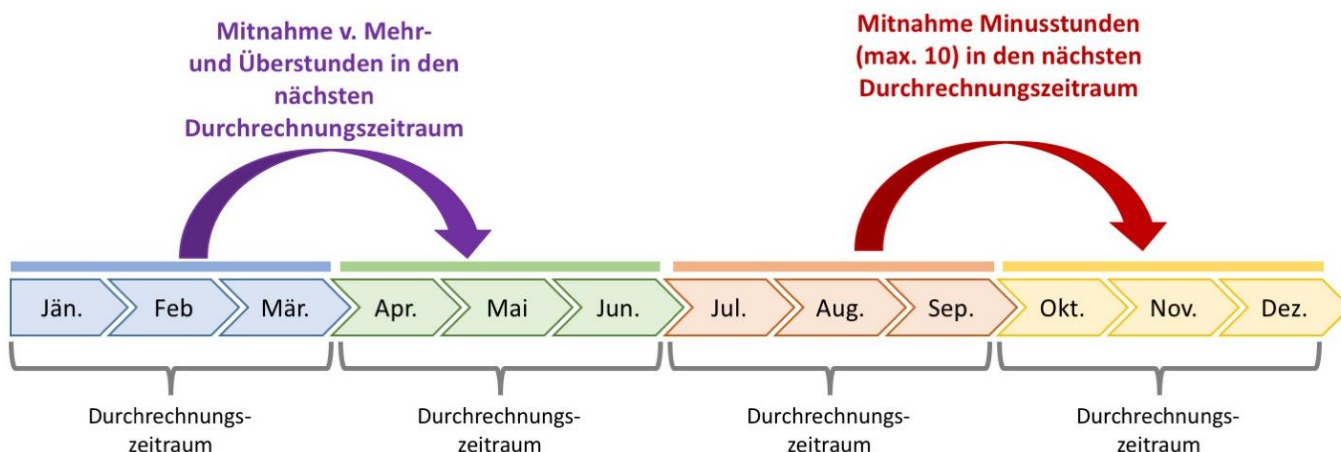 Mitnahme v. Mehr-
und Überstunden in den
nächsten
Durchrechnungszeitraum
Mitnahme Minusstunden
(max. 10) in den nächsten
Durchrechnungszeitraum
Jän.
Feb
Mär.
Apr.
Mai
Jun.
Jul.
Aug.
Sep.
Okt.
Nov.
Dez.
Durchrechnungs-
zeitraum
Durchrechnungs-
zeitraum
Durchrechnungs-
zeitraum
Durchrechnungs-
zeitraum